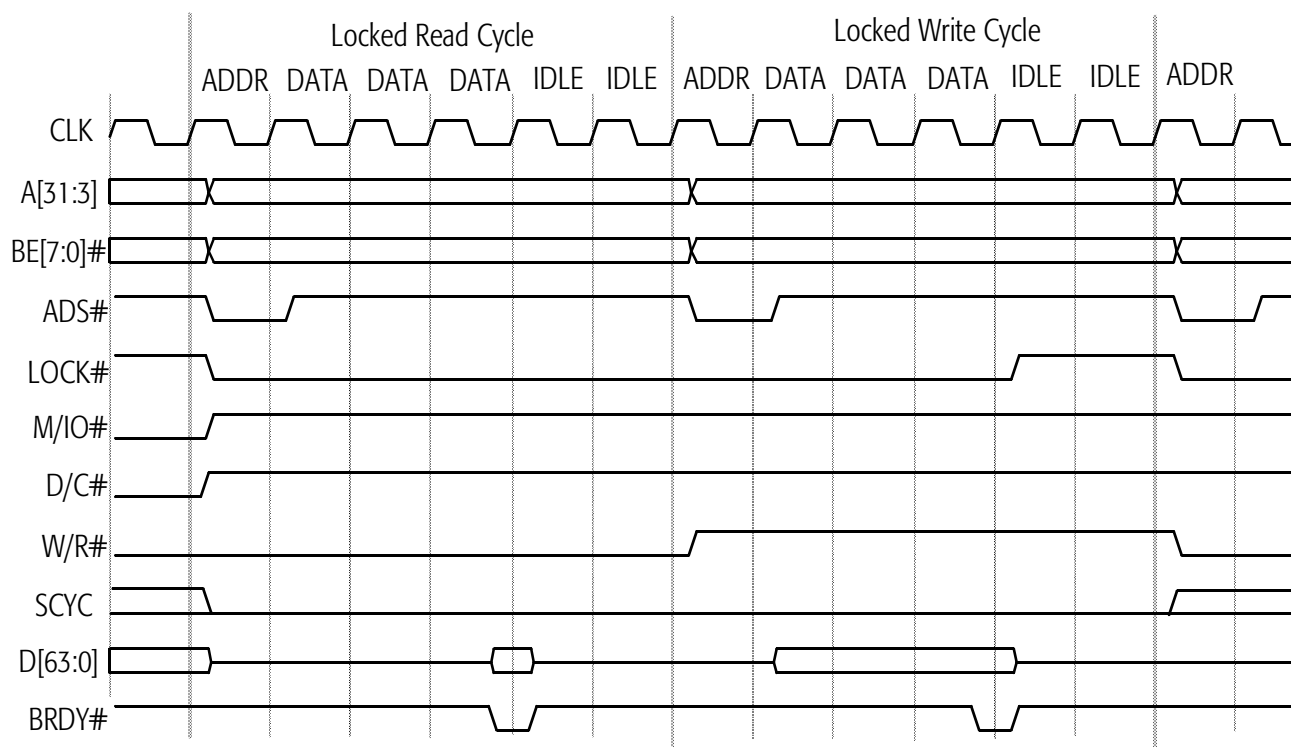 Locked Read Cycle Locked Write Cycle
ADDR DATA DATA DATA IDLE IDLE ADDR DATA DATA DATA IDLE IDLE ADDR
CLK
A[31:3]
BE[7:0]#
ADS#
LOCK#
M/IO#
D/C#
W/R#
SCYC
D[63:0]
BRDY#